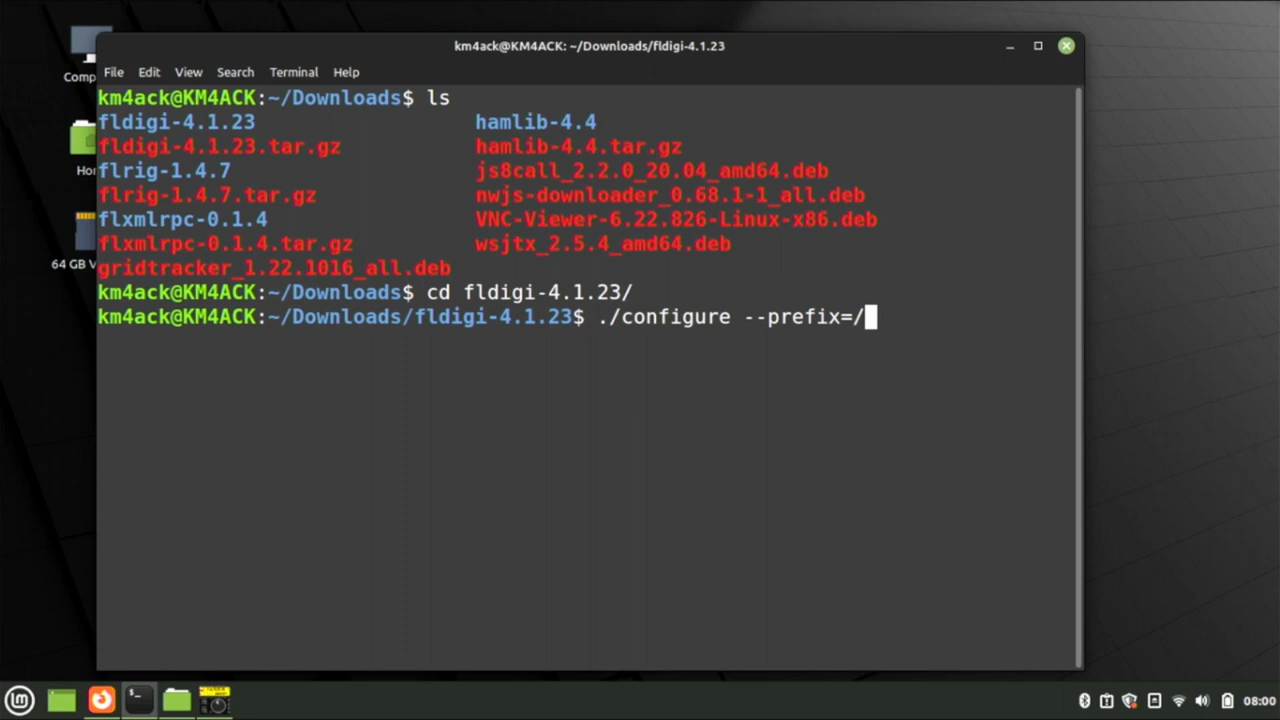 km4ack@KM4ACK: ~/Downloads/fldigi-4.1.23
Comp
File Edit View Search Terminal Help
km4ack@KM4ACK:~/Downloads$ ls
fldigi-4.1.23 hamlib-4.4
fldigi-4.1.23.tar.gz hamlib-4.4.tar.gz
flrig-1.4.7 js8call_2.2.0_20.04_amd64.deb
flrig-1.4.7.tar.gz nwjs-downloader_0.68.1-1_all.deb
flxmlrpc-0.1.4 VNC-Viewer-6.22.826-Linux-x86.deb
flxmlrpc-0.1.4.tar.gz wsjtx_2.5.4_amd64.deb
gridtracker_1.22.1016_all.deb
km4ack@KM4ACK:~/Downloads$ cd fldigi-4.1.23/
km4ack@KM4ACK:~/Downloads/fldigi-4.1.23$ ./configure --prefix=/
Hor
64 GB V
08:00